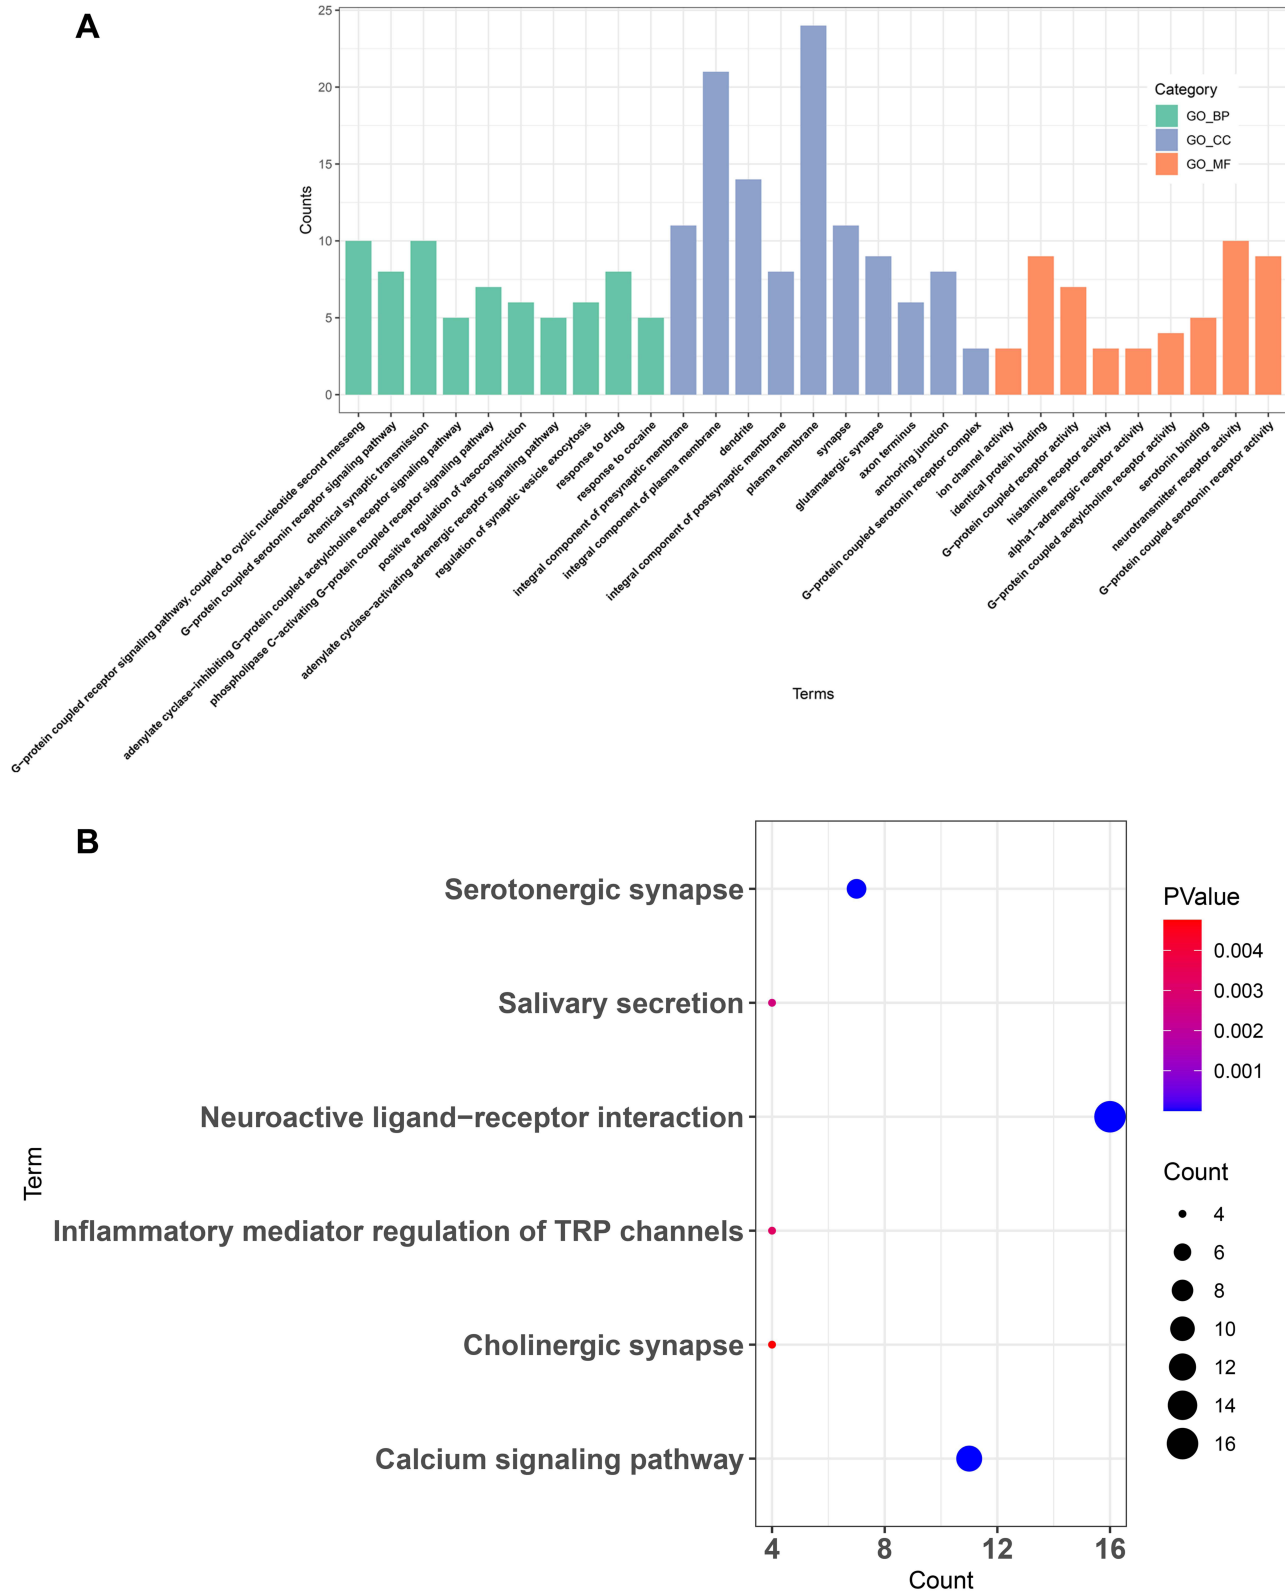 A
25
20
15
10
5
0
Counts
Category
GO_BP
GO_CC
GO_MF
G−protein coupled receptor signaling pathway, coupled to cyclic nucleotide second messeng
G−protein coupled serotonin receptor signaling pathway
chemical synaptic transmission
adenylate cyclase−inhibiting G−protein coupled acetylcholine receptor signaling pathway
phospholipase C−activating G−protein coupled receptor signaling pathway
positive regulation of vasoconstriction
adenylate cyclase−activating adrenergic receptor signaling pathway
regulation of synaptic vesicle exocytosis
response to drug
response to cocaine
integral component of presynaptic membrane
integral component of plasma membrane
dendrite
integral component of postsynaptic membrane
plasma membrane
synapse
glutamatergic synapse
axon terminus
anchoring junction
G−protein coupled serotonin receptor complex
ion channel activity
identical protein binding
G−protein coupled receptor activity
histamine receptor activity
alpha1−adrenergic receptor activity
G−protein coupled acetylcholine receptor activity
serotonin binding
neurotransmitter receptor activity
G−protein coupled serotonin receptor activity
Terms
B
Term
Serotonergic synapse
Salivary secretion
Neuroactive ligand−receptor interaction
Inflammatory mediator regulation of TRP channels
Cholinergic synapse
Calcium signaling pathway
4
8
12
16
Count
PValue
0.004
0.003
0.002
0.001
Count
4
6
8
10
12
14
16